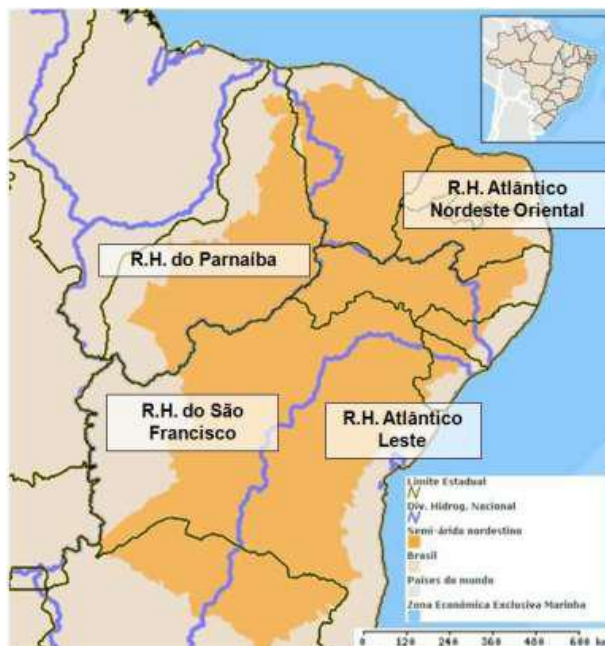 R.H. Atlântico
Nordeste Oriental
R.H. do Parnaíba
R.H. do São
Francisco
R.H. Atlântico
Leste
Limite Estadual
Div. Hidrog. Nacional
Semi-árido nordestino
Brasil
Países do mundo
Zona Econômica Exclusiva Marinha
0 120 240 360 480 600 km